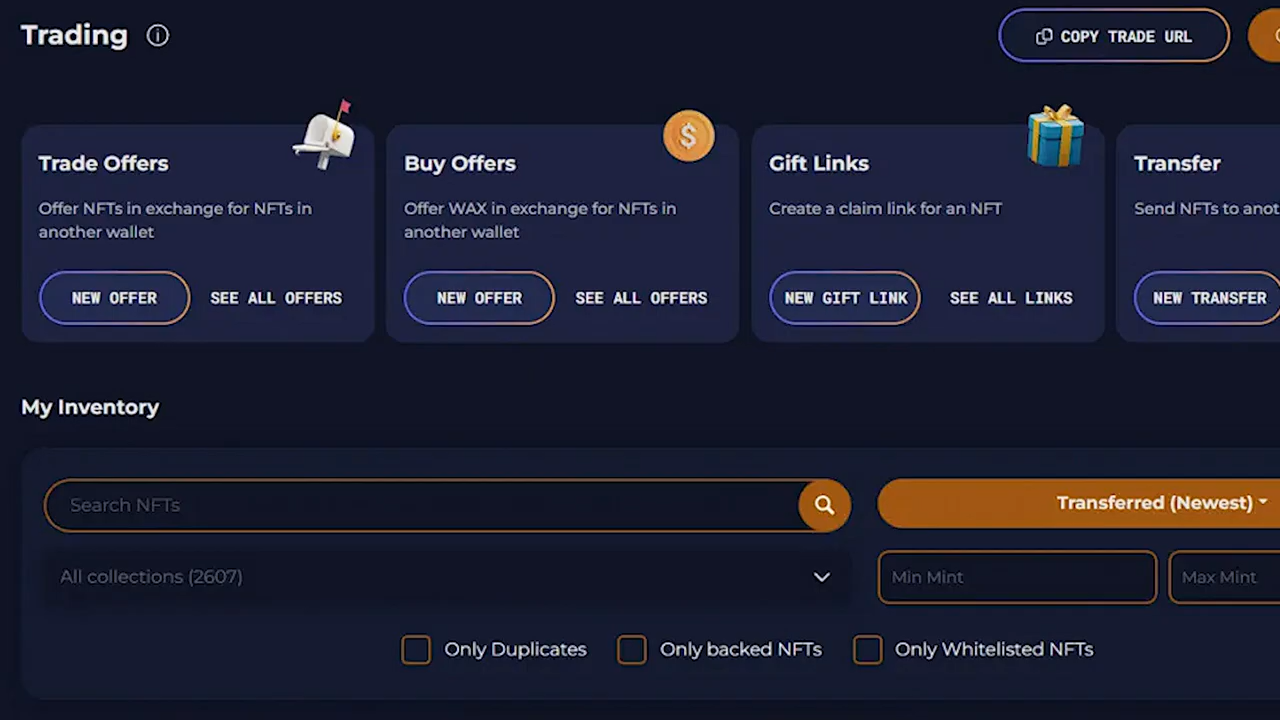 Trading
COPY TRADE URL
Trade Offers
Offer NFTs in exchange for NFTs in
another wallet
NEW OFFER
SEE ALL OFFERS
Buy Offers
Offer WAX in exchange for NFTs in
another wallet
NEW OFFER
SEE ALL OFFERS
Gift Links
Create a claim link for an NFT
NEW GIFT LINK
SEE ALL LINKS
Transfer
Send NFTs to anot
NEW TRANSFER
My Inventory
Search NFTs
Transferred (Newest)
All collections (2607)
Min Mint
Max Mint
Only Duplicates
Only backed NFTs
Only Whitelisted NFTs